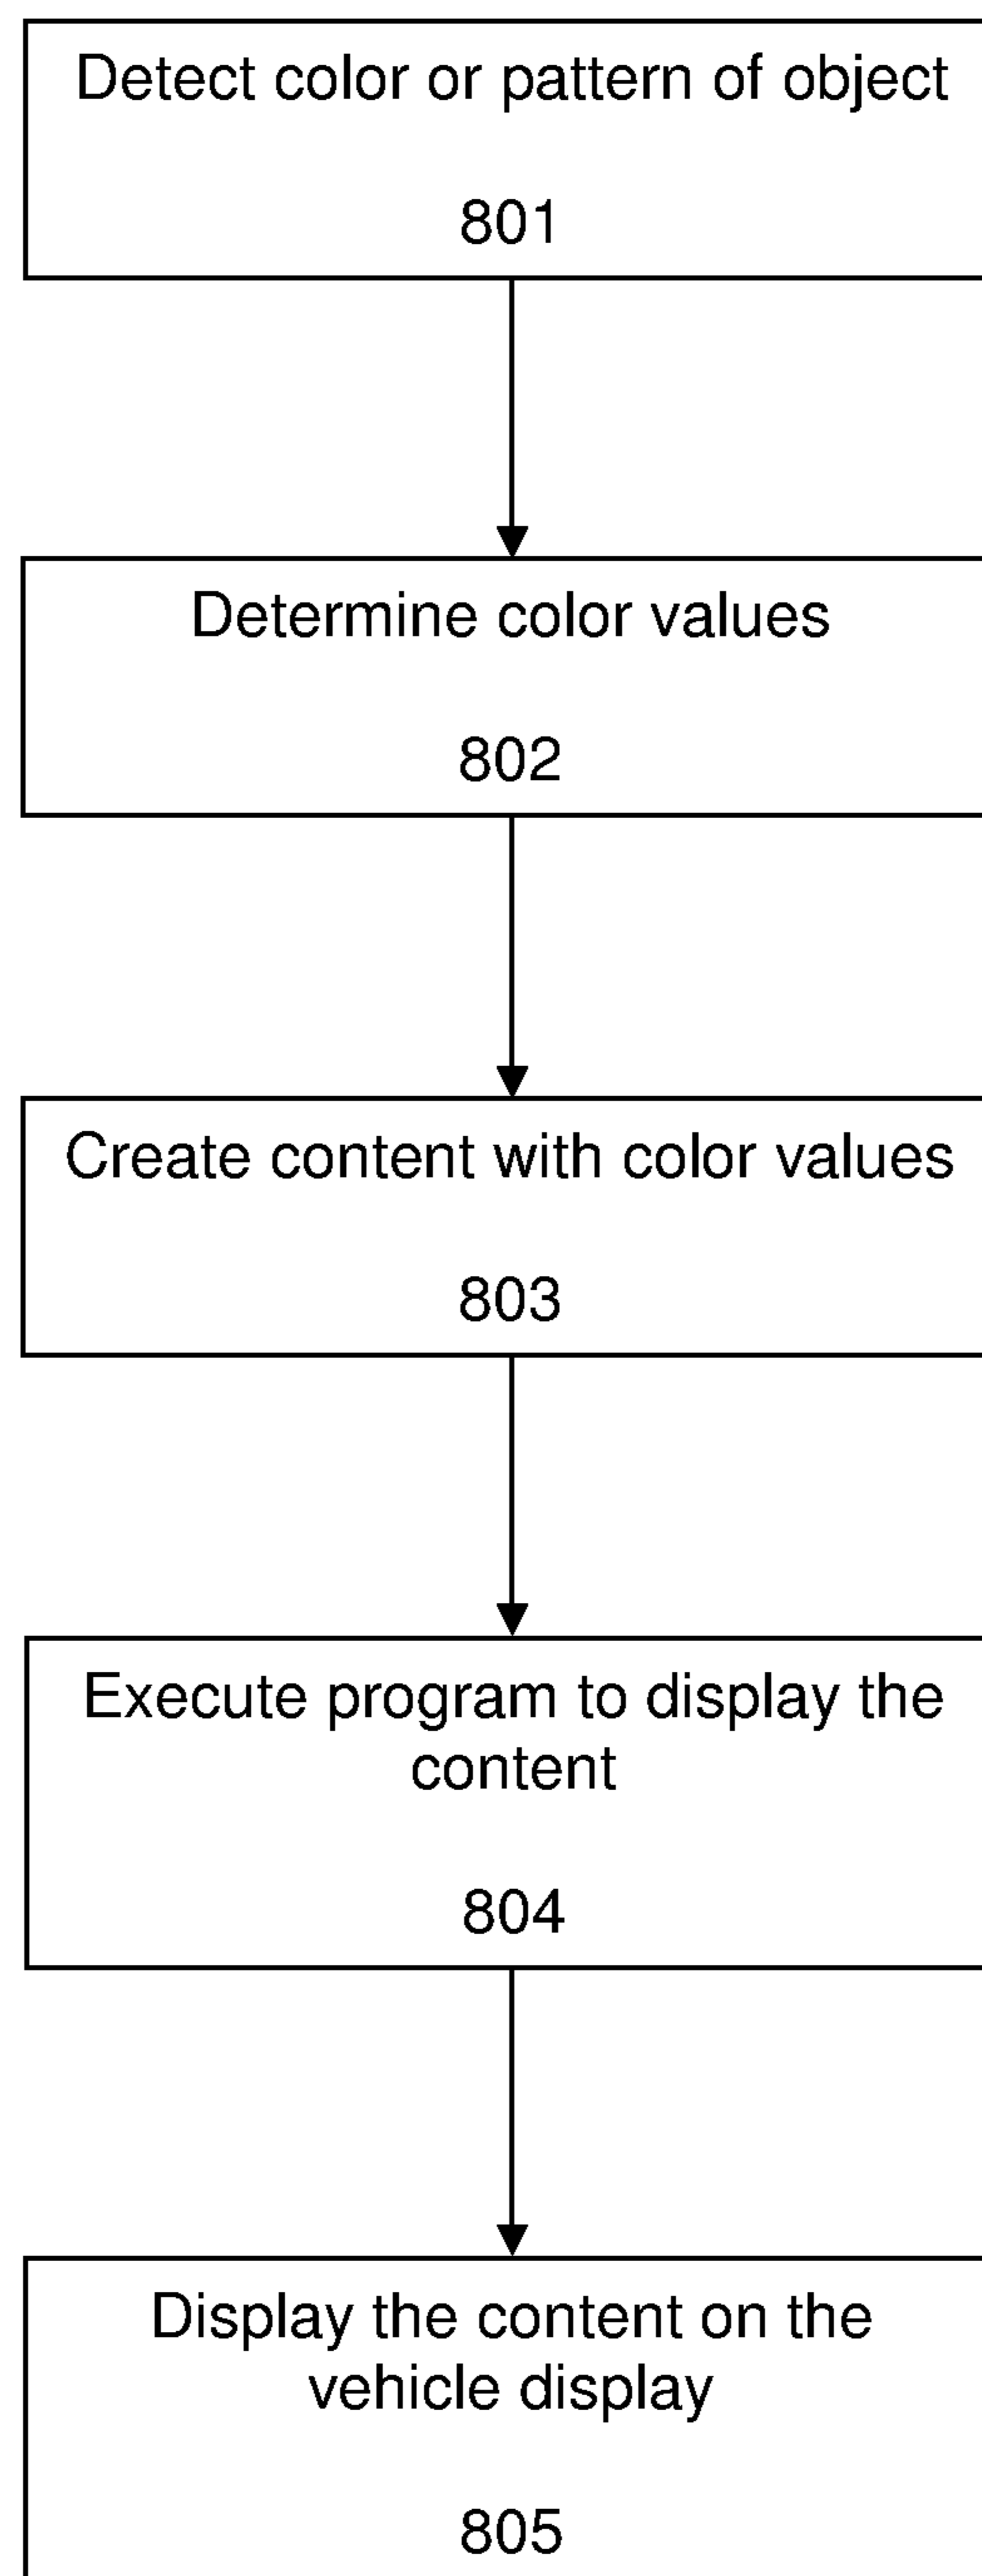 Detect color or pattern of object
801
Determine color values
802
Create content with color values
803
Execute program to display the
content
804
Display the content on the
vehicle display
805